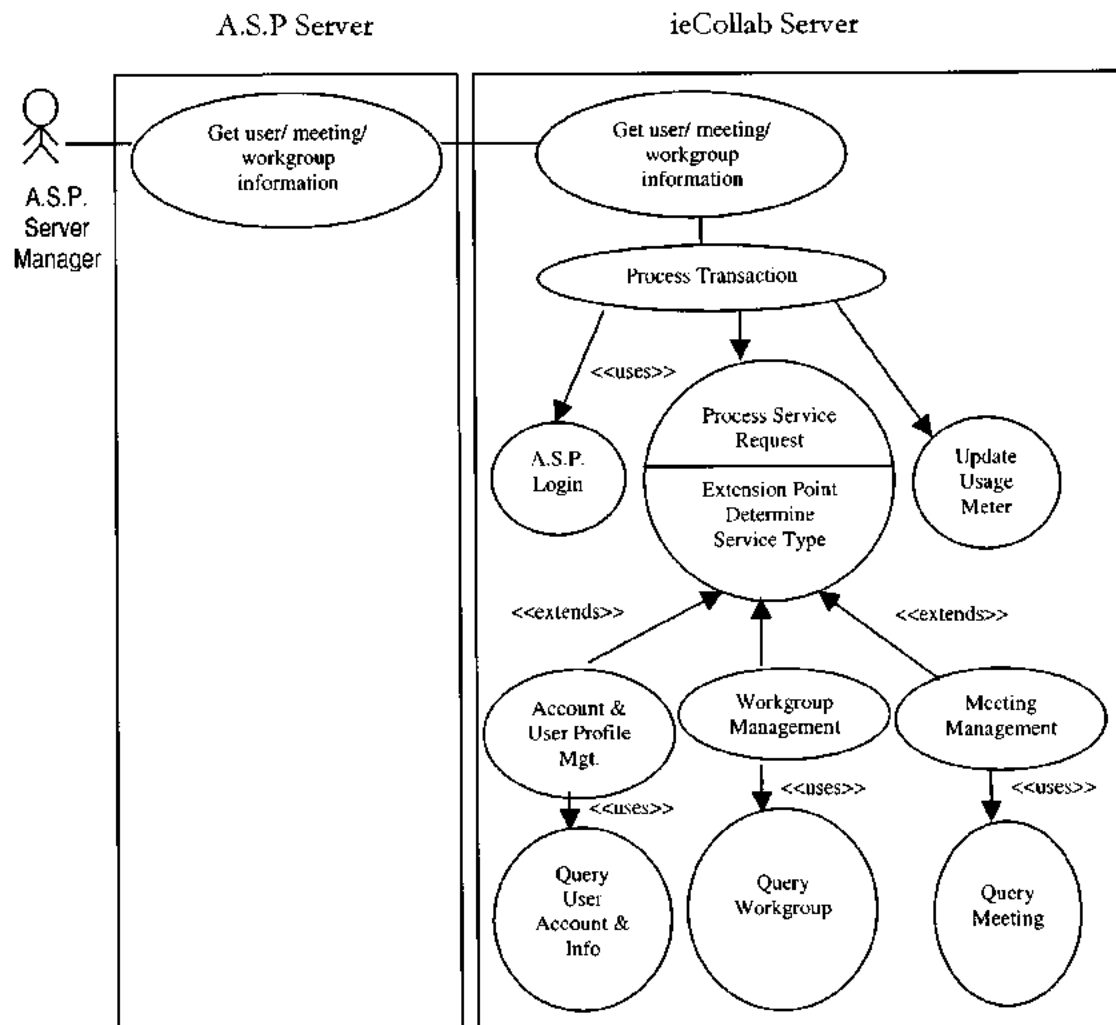 A.S.P Server
ieCollab Server
A.S.P.
Server
Manager
Get user/ meeting/
workgroup
information
Get user/ meeting/
workgroup
information
Process Transaction
<<uses>>
A.S.P.
Login
Process Service
Request
Extension Point
Determine
Service Type
Update
Usage
Meter
<<extends>>
<<extends>>
Account &
User Profile
Mgt.
Workgroup
Management
Meeting
Management
<<uses>>
<<uses>>
<<uses>>
Query
User
Account &
Info
Query
Workgroup
Query
Meeting